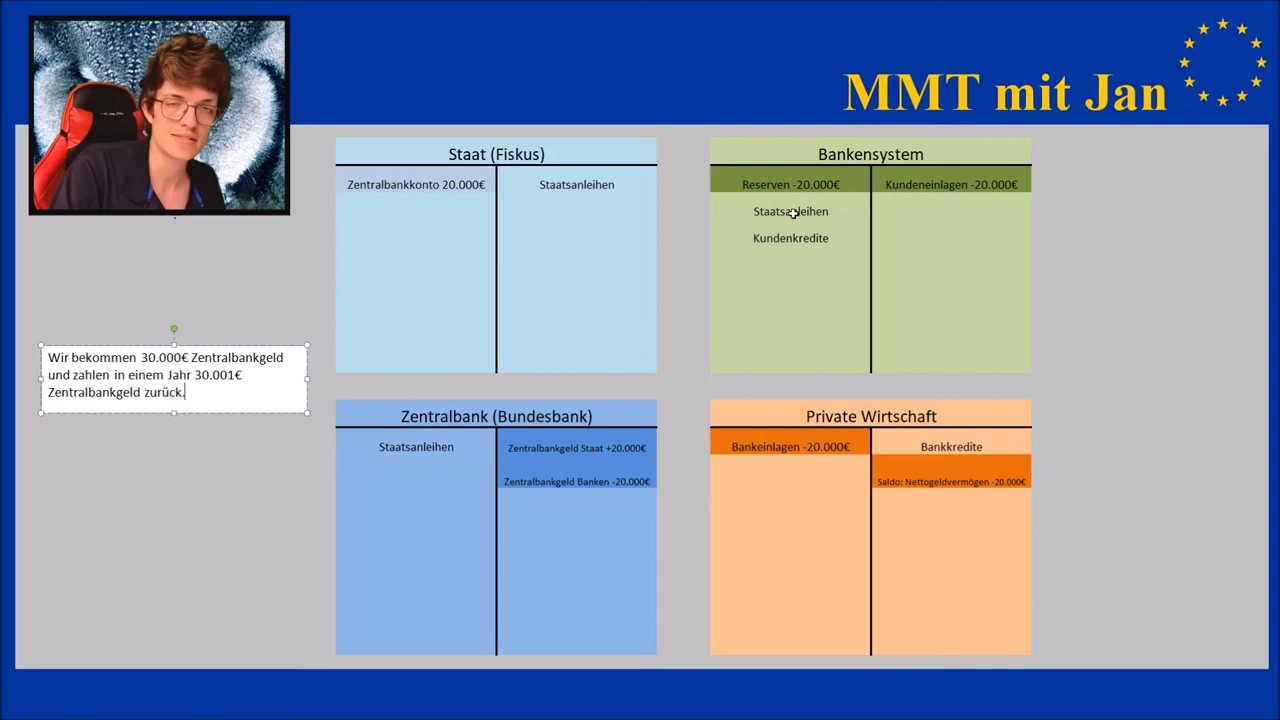 MMT mit Jan
Staat (Fiskus)
Zentralbankkonto 20.000€
Staatsanleihen
Bankensystem
Reserven -20.000€
Kundeneinlagen -20.000€
Staatsanleihen
Kundenkredite
Wir bekommen 30.000€ Zentralbankgeld
und zahlen in einem Jahr 30.001€
Zentralbankgeld zurück.
Zentralbank (Bundesbank)
Staatsanleihen
Zentralbankgeld Staat +20.000€
Zentralbankgeld Banken -20.000€
Private Wirtschaft
Bankeinlagen -20.000€
Bankkredite
Saldo: Nettogeldvermögen -20.000€